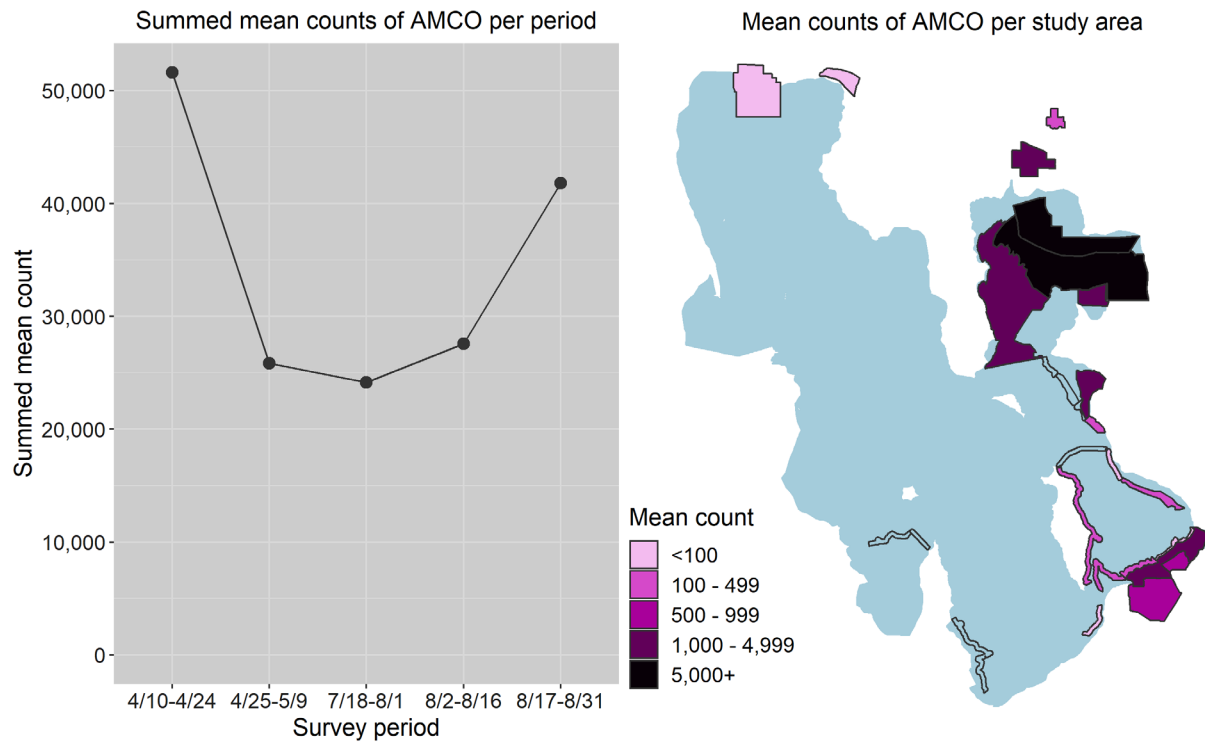 Summed mean counts of AMCO per period
Summed mean count
50,000
40,000
30,000
20,000
10,000
0
4/10-4/24 4/25-5/9 7/18-8/1 8/2-8/16 8/17-8/31
Survey period
Mean counts of AMCO per study area
Mean count
<100
100 - 499
500 - 999
1,000 - 4,999
5,000+